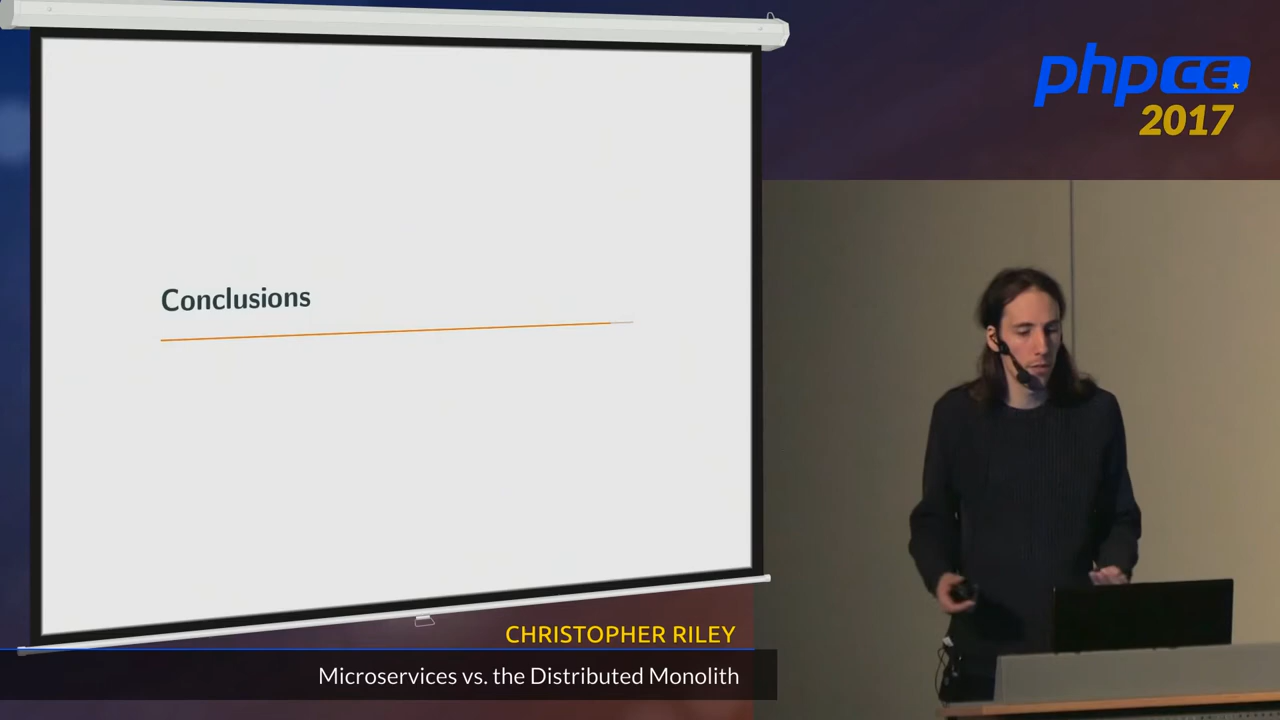 phpCE
2017
Conclusions
CHRISTOPHER RILEY
Microservices vs. the Distributed Monolith